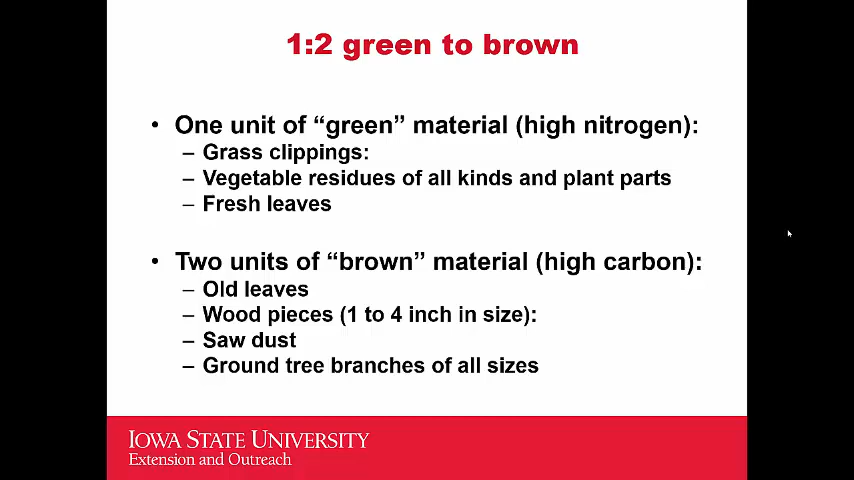 1:2 green to brown
• One unit of “green” material (high nitrogen):
– Grass clippings:
– Vegetable residues of all kinds and plant parts
– Fresh leaves
• Two units of “brown” material (high carbon):
– Old leaves
– Wood pieces (1 to 4 inch in size):
– Saw dust
– Ground tree branches of all sizes
IOWA STATE UNIVERSITY
Extension and Outreach